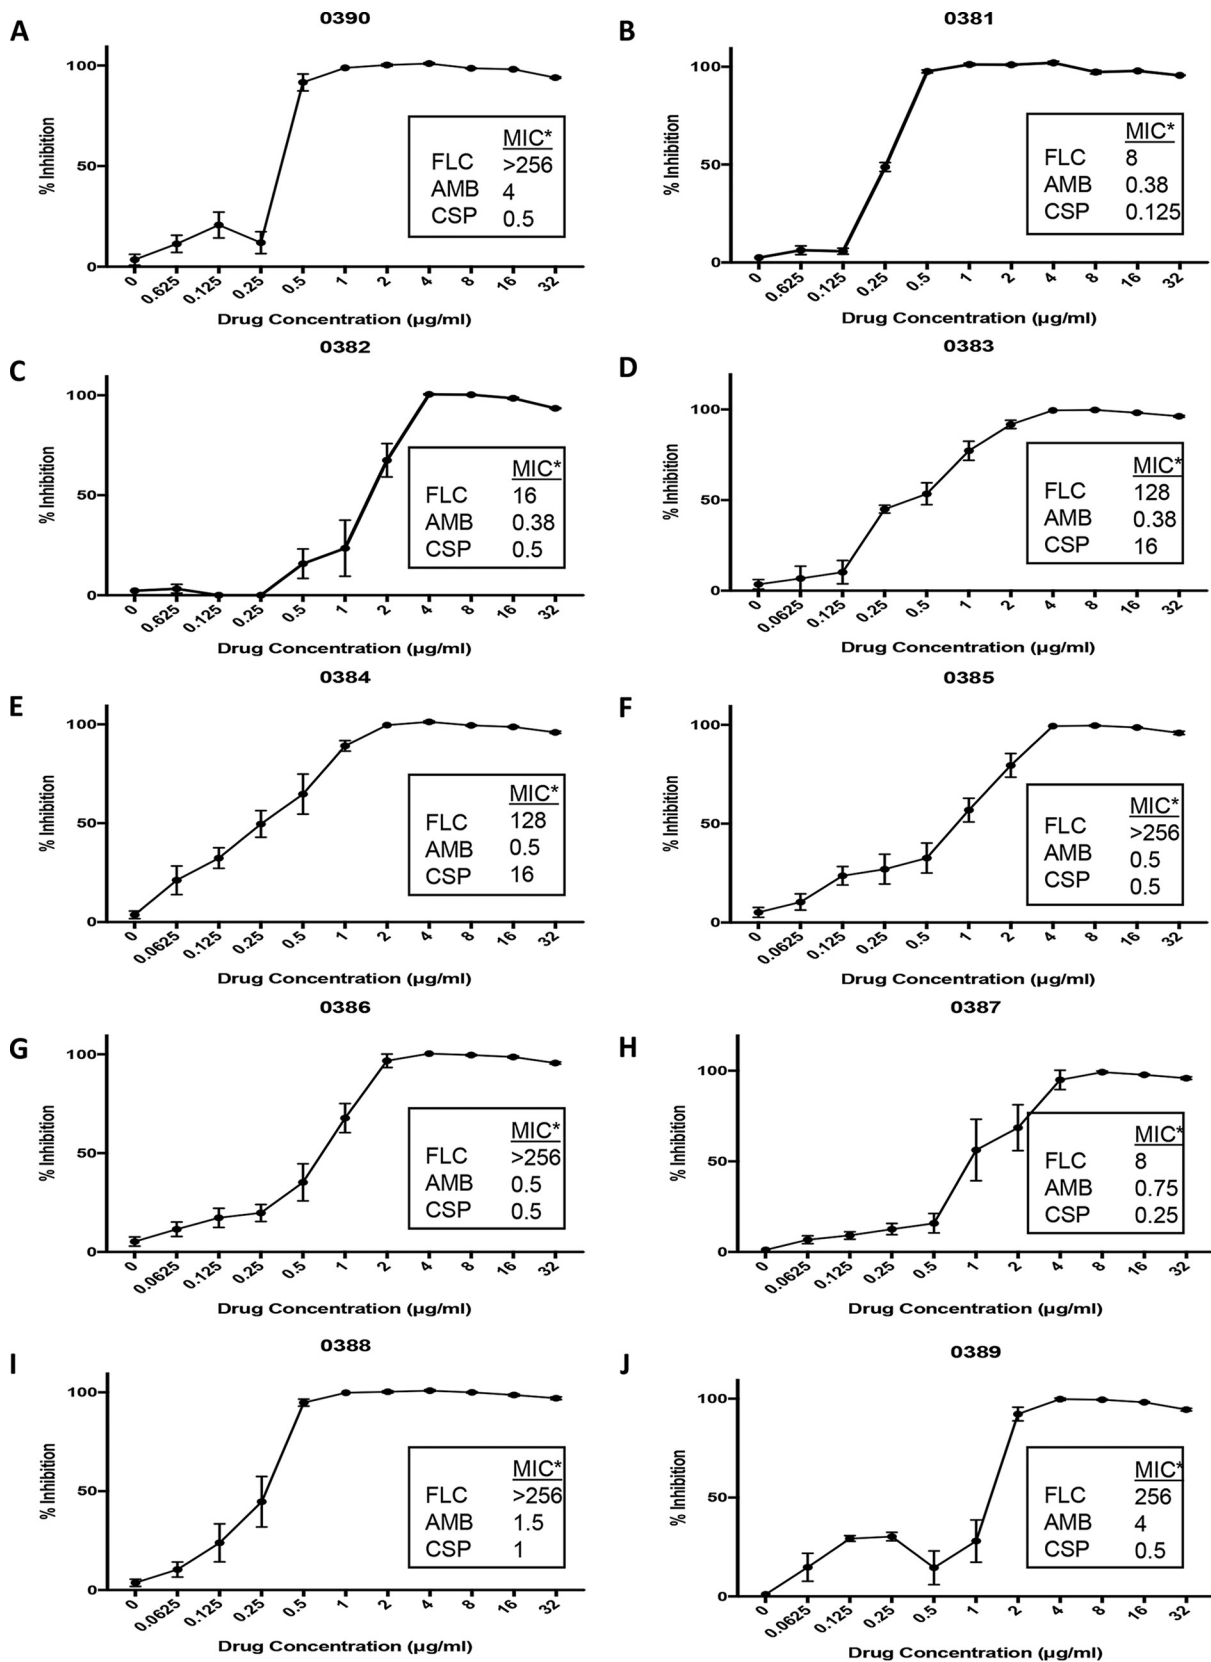 A
0390
% Inhibition
100
50
0
MIC*
FLC >256
AMB 4
CSP 0.5
0 0.625 0.125 0.25 0.5 1 2 4 8 16 32
Drug Concentration (µg/ml)
B
0381
% Inhibition
100
50
0
MIC*
FLC 8
AMB 0.38
CSP 0.125
0 0.625 0.125 0.25 0.5 1 2 4 8 16 32
Drug Concentration (µg/ml)
C
0382
% Inhibition
100
50
0
MIC*
FLC 16
AMB 0.38
CSP 0.5
0 0.625 0.125 0.25 0.5 1 2 4 8 16 32
Drug Concentration (µg/ml)
D
0383
% Inhibition
100
50
0
MIC*
FLC 128
AMB 0.38
CSP 16
0 0.0625 0.125 0.25 0.5 1 2 4 8 16 32
Drug Concentration (µg/ml)
E
0384
% Inhibition
100
50
0
MIC*
FLC 128
AMB 0.5
CSP 16
0 0.0625 0.125 0.25 0.5 1 2 4 8 16 32
Drug Concentration (µg/ml)
F
0385
% Inhibition
100
50
0
MIC*
FLC >256
AMB 0.5
CSP 0.5
0 0.0625 0.125 0.25 0.5 1 2 4 8 16 32
Drug Concentration (µg/ml)
G
0386
% Inhibition
100
50
0
MIC*
FLC >256
AMB 0.5
CSP 0.5
0 0.0625 0.125 0.25 0.5 1 2 4 8 16 32
Drug Concentration (µg/ml)
H
0387
% Inhibition
100
50
0
MIC*
FLC 8
AMB 0.75
CSP 0.25
0 0.0625 0.125 0.25 0.5 1 2 4 8 16 32
Drug Concentration (µg/ml)
I
0388
% Inhibition
100
50
0
MIC*
FLC >256
AMB 1.5
CSP 1
0 0.0625 0.125 0.25 0.5 1 2 4 8 16 32
Drug Concentration (µg/ml)
J
0389
% Inhibition
100
50
0
MIC*
FLC 256
AMB 4
CSP 0.5
0 0.0625 0.125 0.25 0.5 1 2 4 8 16 32
Drug Concentration (µg/ml)